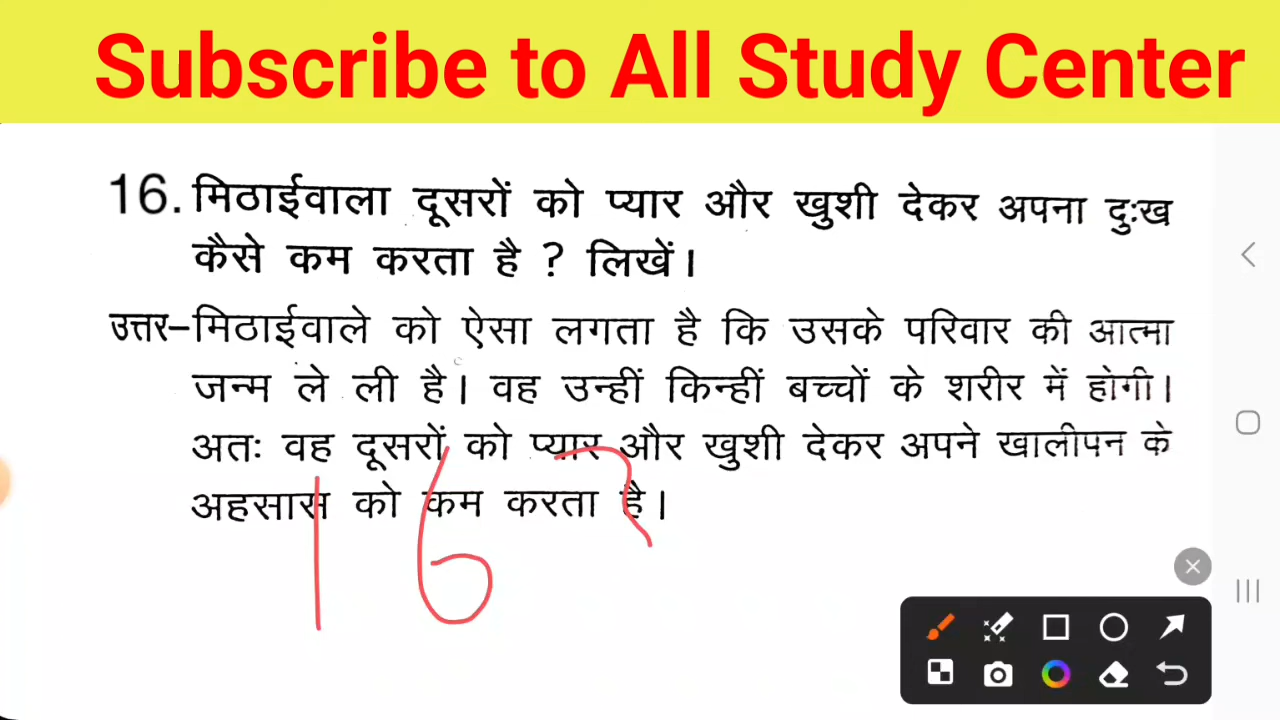 Subscribe to All Study Center
16. मिठाईवाला दूसरों को प्यार और खुशी देकर अपना दुःख
कैसे कम करता है ? लिखें।
उत्तर–मिठाईवाले को ऐसा लगता है कि उसके परिवार की आत्मा
जन्म ले ली है। वह उन्हीं किन्हीं बच्चों के शरीर में होगी।
अतः वह दूसरों को प्यार और खुशी देकर अपने खालीपन के
अहसास को कम करता है।
16